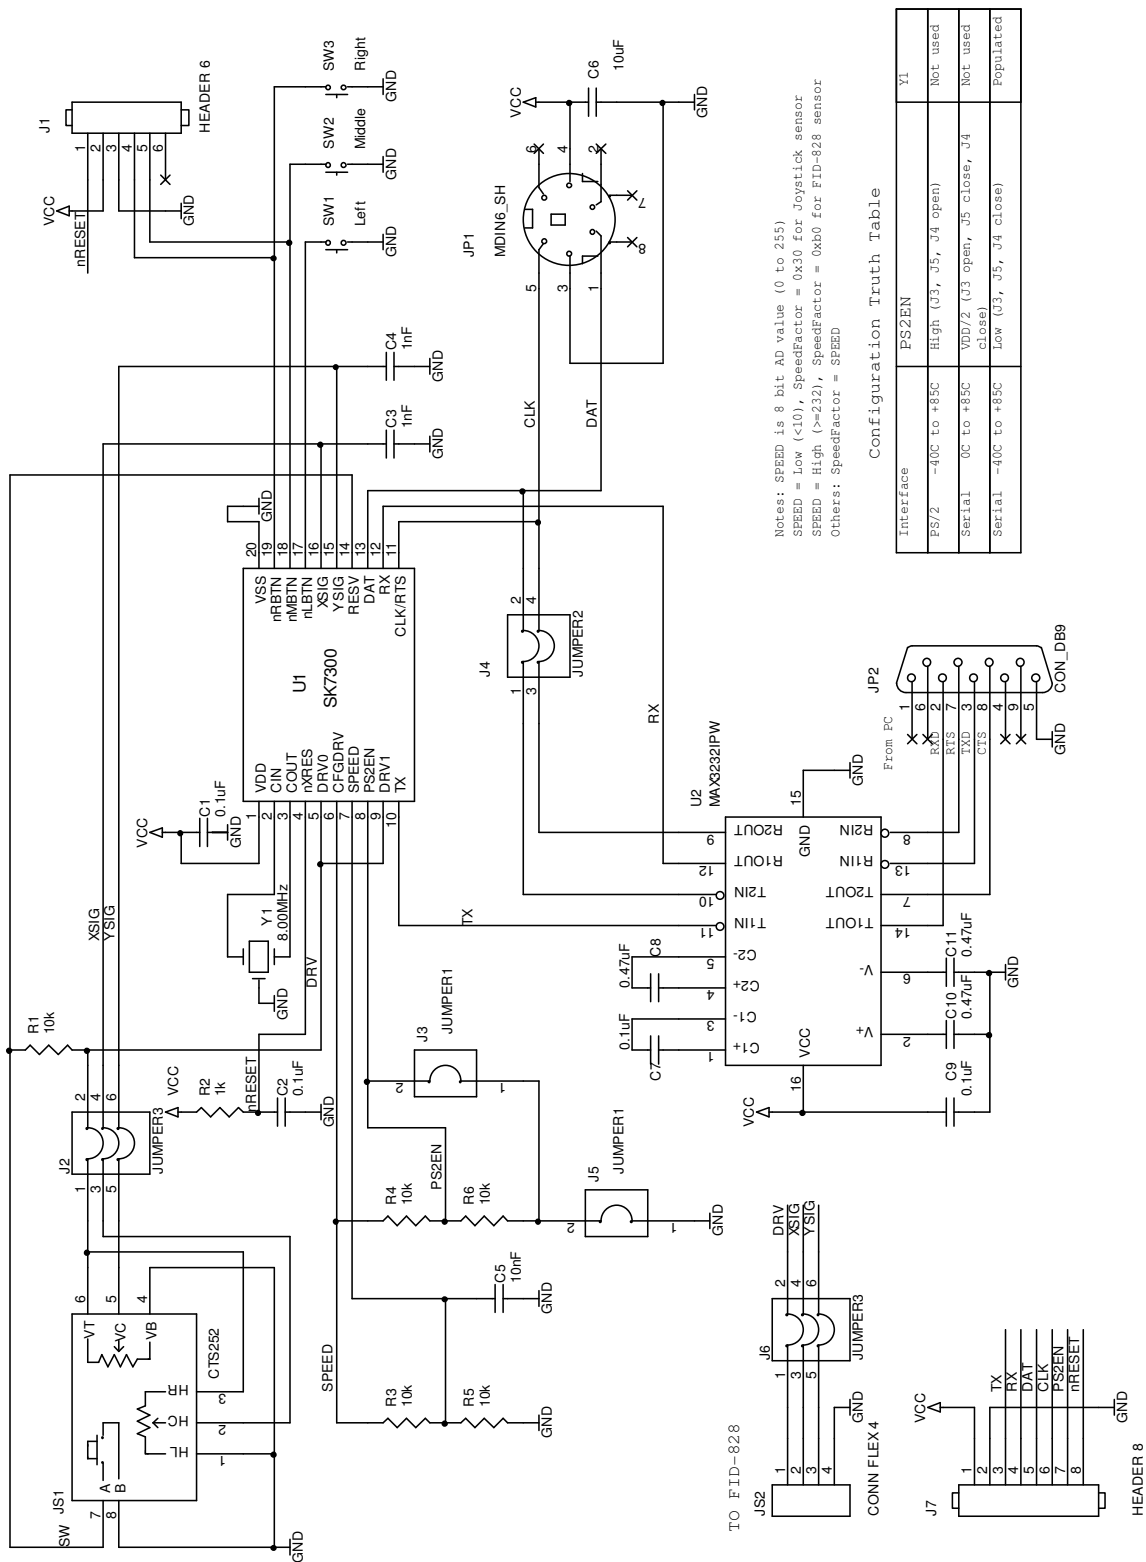 J1
HEADER 6
1
2
3
4
5
6
VCC
nRESET
GND
SW3
Right
GND
SW2
Middle
GND
SW1
Left
GND
VCC
C6
10uF
GND
JP1
MDIN6_SH
6
4
2
7
8
5
3
1
CLK
DAT
C4
1nF
GND
C3
1nF
GND
GND
U1
SK7300
20
19
18
17
16
15
14
13
12
11
VSS
nRBTN
nMBTN
nLBTN
XSIG
YSIG
RESV
DAT
RX
CLK/RTS
VDD
CIN
COUT
nXRES
DRV0
CFGDRV
SPEED
PS2EN
DRV1
TX
1
2
3
4
5
6
7
8
9
10
VCC
C1
0.1uF
GND
Y1
8.00MHz
GND
DRV
XSIG
YSIG
R1
10k
J2
JUMPER3
1
3
5
2
4
6
VCC
R2
1k
nRESET
C2
0.1uF
GND
J4
JUMPER2
1
3
2
4
RX
TX
J3
JUMPER1
2
1
PS2EN
R4
10k
R6
10k
J5
JUMPER1
2
1
GND
SPEED
R3
10k
R5
10k
GND
C5
10nF
GND
JS1
CTS252
SW
7
8
A
B
6
5
4
VT
VC
VB
HR
HC
HL
3
2
1
GND
U2
MAX3232IPW
9
12
10
11
5
4
3
1
R2OUT
R1OUT
T2IN
T1IN
C2-
C2+
C1-
C1+
GND
15
GND
VCC
16
VCC
R2IN
R1IN
T2OUT
T1OUT
V-
V+
8
13
7
14
6
2
C8
0.47uF
C7
0.1uF
C11
0.47uF
C10
0.47uF
C9
0.1uF
GND
JP2
CON_DB9
From PC
1
6
2
7
3
8
4
9
5
RXD
RTS
TXD
CTS
GND
TO FID-828
JS2
CONN FLEX 4
1
2
3
4
GND
J6
JUMPER3
1
3
5
2
4
6
DRV
XSIG
YSIG
J7
HEADER 8
1
2
3
4
5
6
7
8
VCC
TX
RX
DAT
CLK
PS2EN
nRESET
GND
Notes: SPEED is 8 bit AD value (0 to 255)
SPEED = Low (<10), SpeedFactor = 0x30 for Joystick sensor
SPEED = High (>=232), SpeedFactor = 0xb0 for FID-828 sensor
Others: SpeedFactor = SPEED
Configuration Truth Table
Interface PS2EN Y1
PS/2 -40C to +85C High (J3, J5, J4 open) Not used
Serial 0C to +85C VDD/2 (J3 open, J5 close, J4 close) Not used
Serial -40C to +85C Low (J3, J5, J4 close) Populated